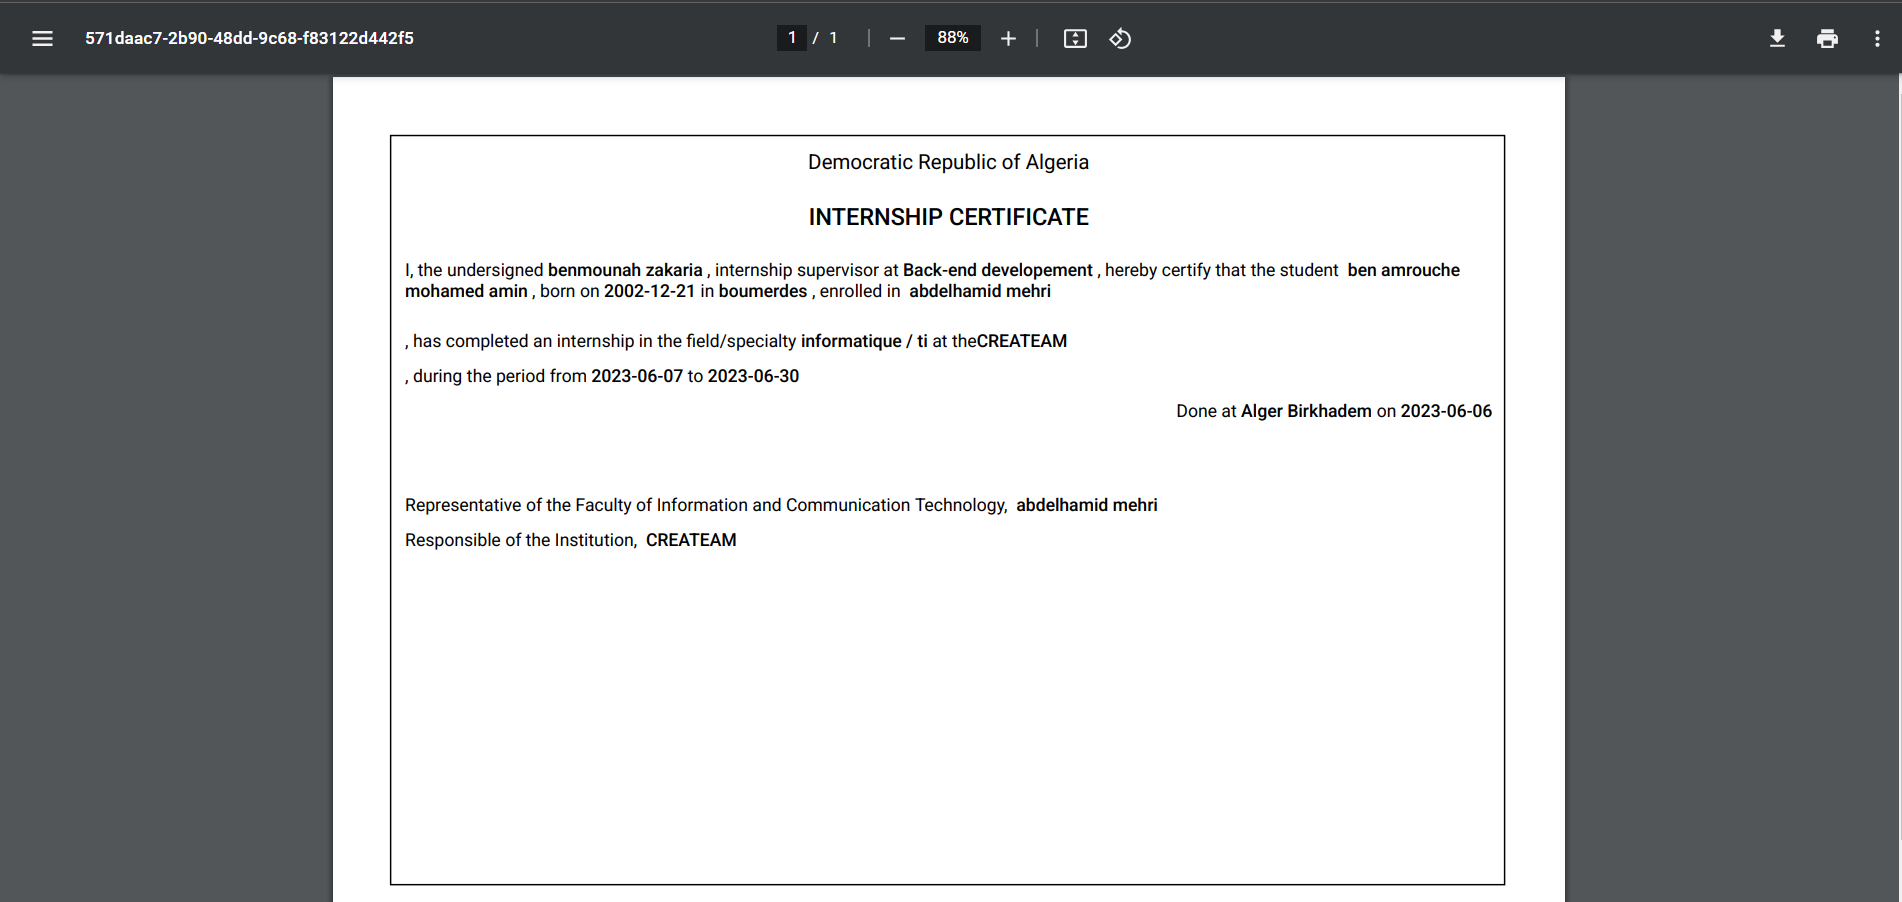 571daac7-2b90-48dd-9c68-f83122d442f5
1 / 1
88%
Democratic Republic of Algeria
INTERNSHIP CERTIFICATE
I, the undersigned benmounah zakaria , internship supervisor at Back-end developement , hereby certify that the student ben amrouche
mohamed amin , born on 2002-12-21 in boumerdes , enrolled in abdelhamid mehri
, has completed an internship in the field/specialty informatique / ti at theCREATEAM
, during the period from 2023-06-07 to 2023-06-30
Done at Alger Birkhadem on 2023-06-06
Representative of the Faculty of Information and Communication Technology, abdelhamid mehri
Responsible of the Institution, CREATEAM